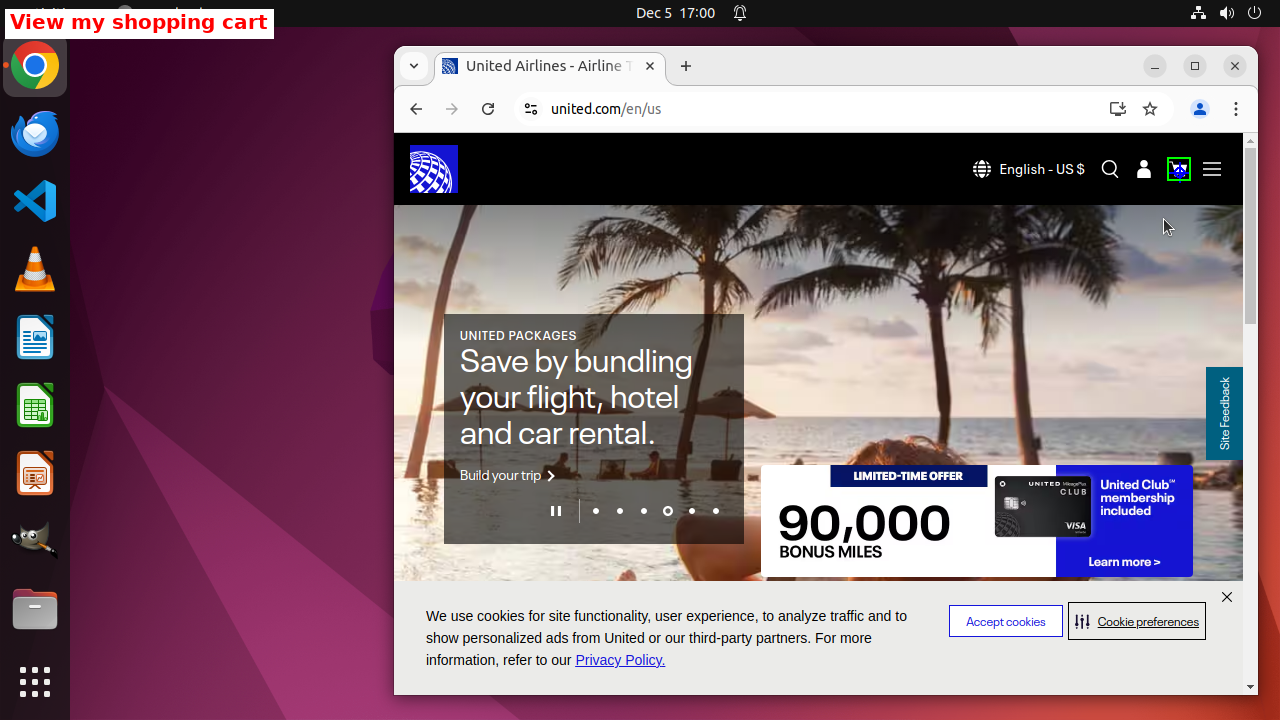 View my shopping cart
Dec 5 17:00
United Airlines - Airline T
united.com/en/us
English - US $
UNITED PACKAGES
Save by bundling
your flight, hotel
and car rental.
Build your trip
LIMITED-TIME OFFER
90,000
BONUS MILES
UNITED MileagePlus
CLUB
VISA
United Club℠
membership
included
Learn more >
Site Feedback
We use cookies for site functionality, user experience, to analyze traffic and to
show personalized ads from United or our third-party partners. For more
information, refer to our Privacy Policy.
Accept cookies
Cookie preferences